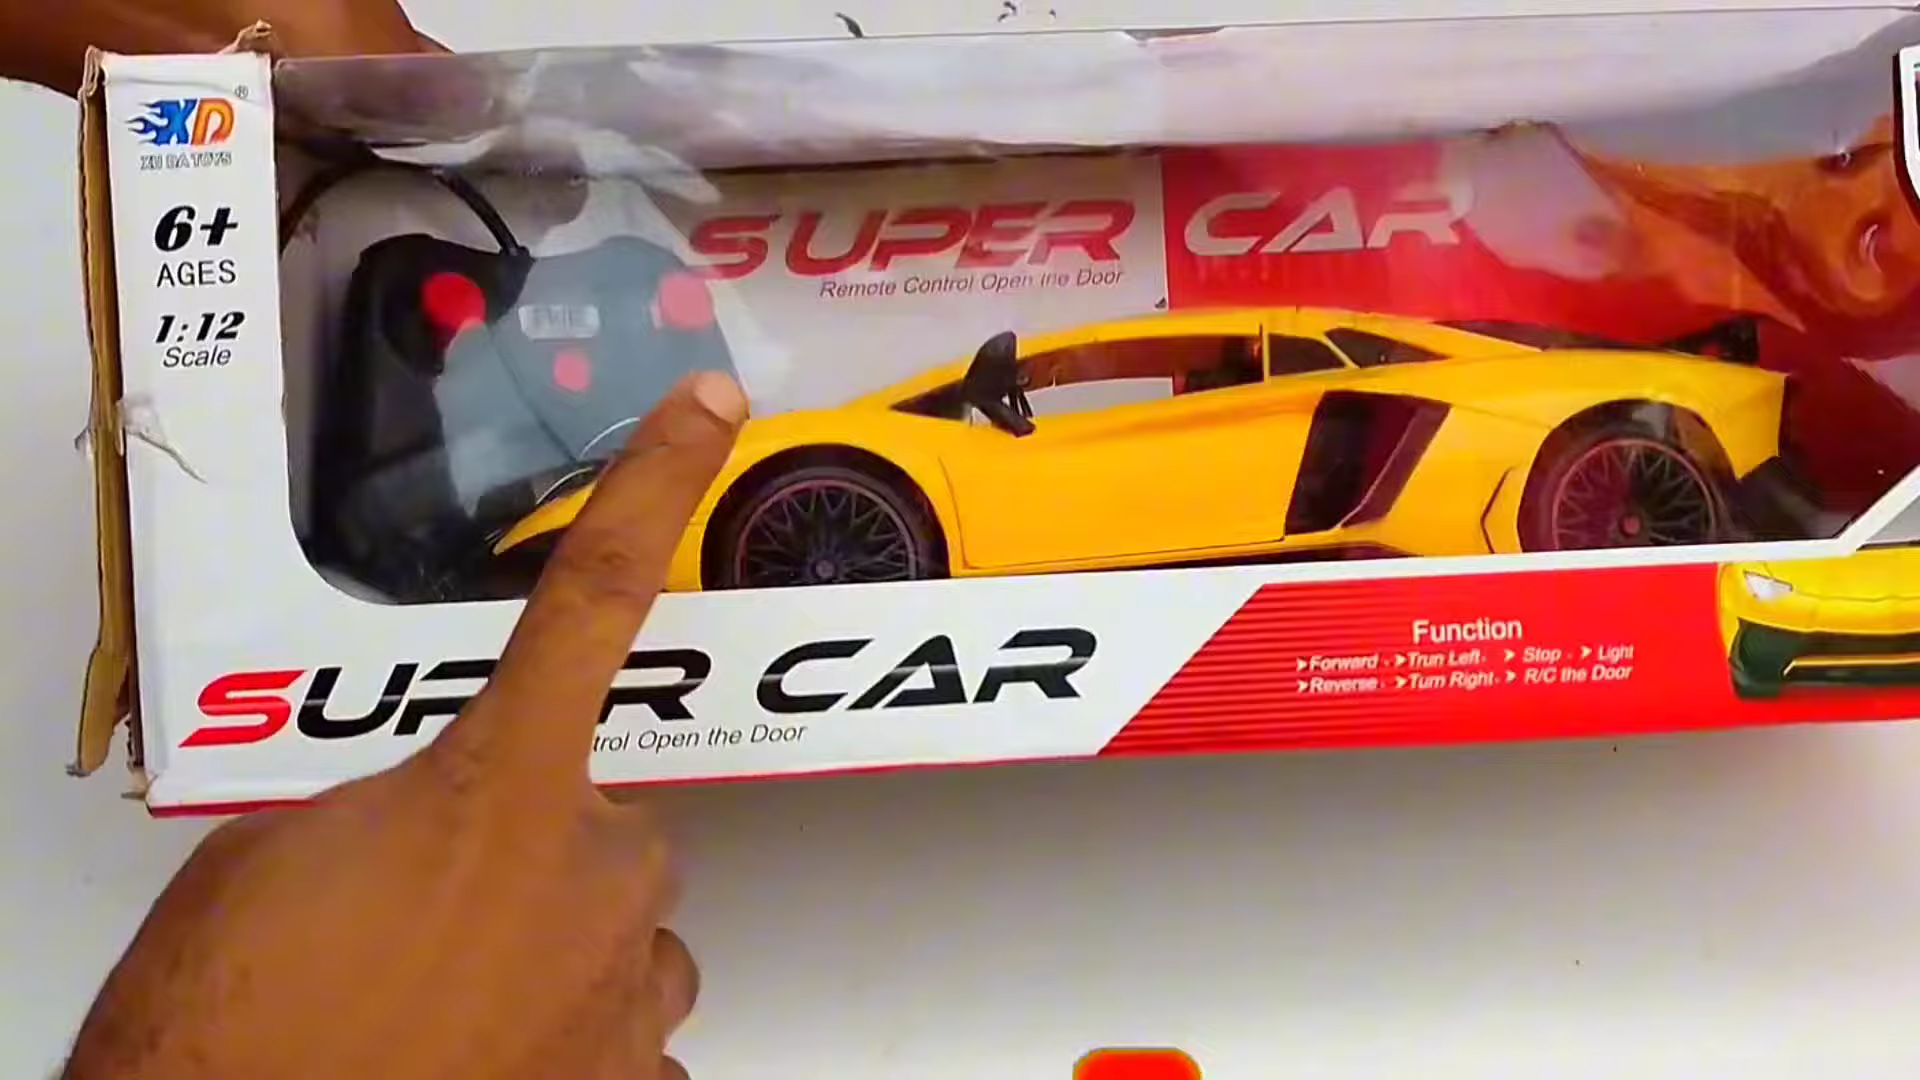 XD®
XU DA TOYS
6+
AGES
1:12
Scale
SUPER CAR
Remote Control Open the Door
SUPER CAR
trol Open the Door
Function
Forward Trun Left Stop Light
Reverse Turn Right R/C the Door